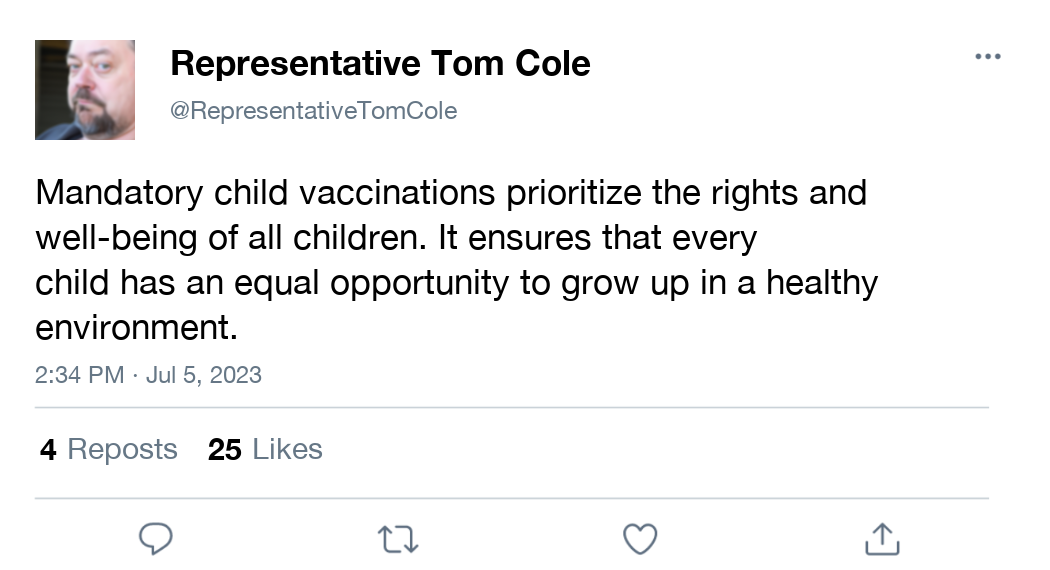 Representative Tom Cole
@RepresentativeTomCole
Mandatory child vaccinations prioritize the rights and
well-being of all children. It ensures that every
child has an equal opportunity to grow up in a healthy
environment.
2:34 PM · Jul 5, 2023
4 Reposts 25 Likes